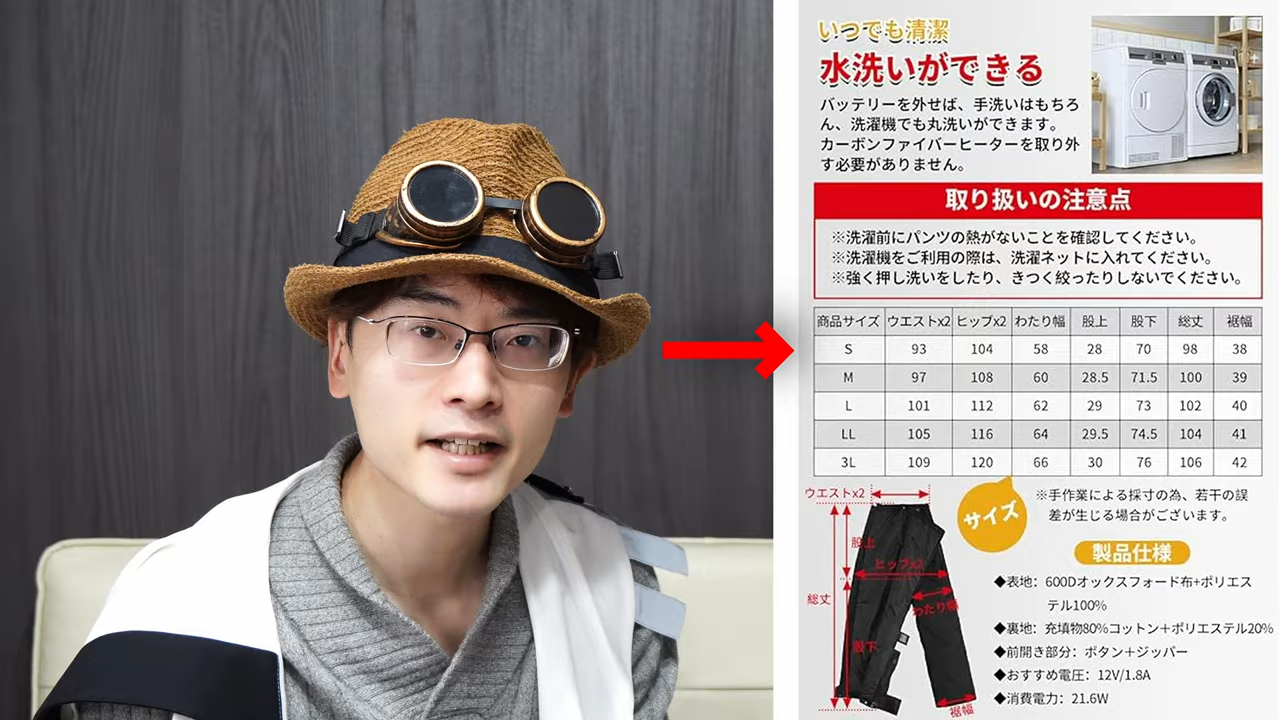 いつでも清潔
水洗いができる
バッテリーを外せば、手洗いはもちろ
ん、洗濯機でも丸洗いができます。
カーボンファイバーヒーターを取り外
す必要がありません。
取り扱いの注意点
※洗濯前にパンツの熱がないことを確認してください。
※洗濯機をご利用の際は、洗濯ネットに入れてください。
※強く押し洗いをしたり、きつく絞ったりしないでください。
商品サイズ ウエストx2 ヒップx2 わたり幅 股上 股下 総丈 裾幅
S 93 104 58 28 70 98 38
M 97 108 60 28.5 71.5 100 39
L 101 112 62 29 73 102 40
LL 105 116 64 29.5 74.5 104 41
3L 109 120 66 30 76 106 42
ウエストx2
股上
ヒップx2
総丈
わたり幅
股下
裾幅
サイズ
※手作業による採寸の為、若干の誤
差が生じる場合がございます。
製品仕様
◆表地：600Dオックスフォード布+ポリエス
テル100%
◆裏地：充填物80%コットン＋ポリエステル20%
◆前開き部分：ボタン＋ジッパー
◆おすすめ電圧：12V/1.8A
◆消費電力：21.6W